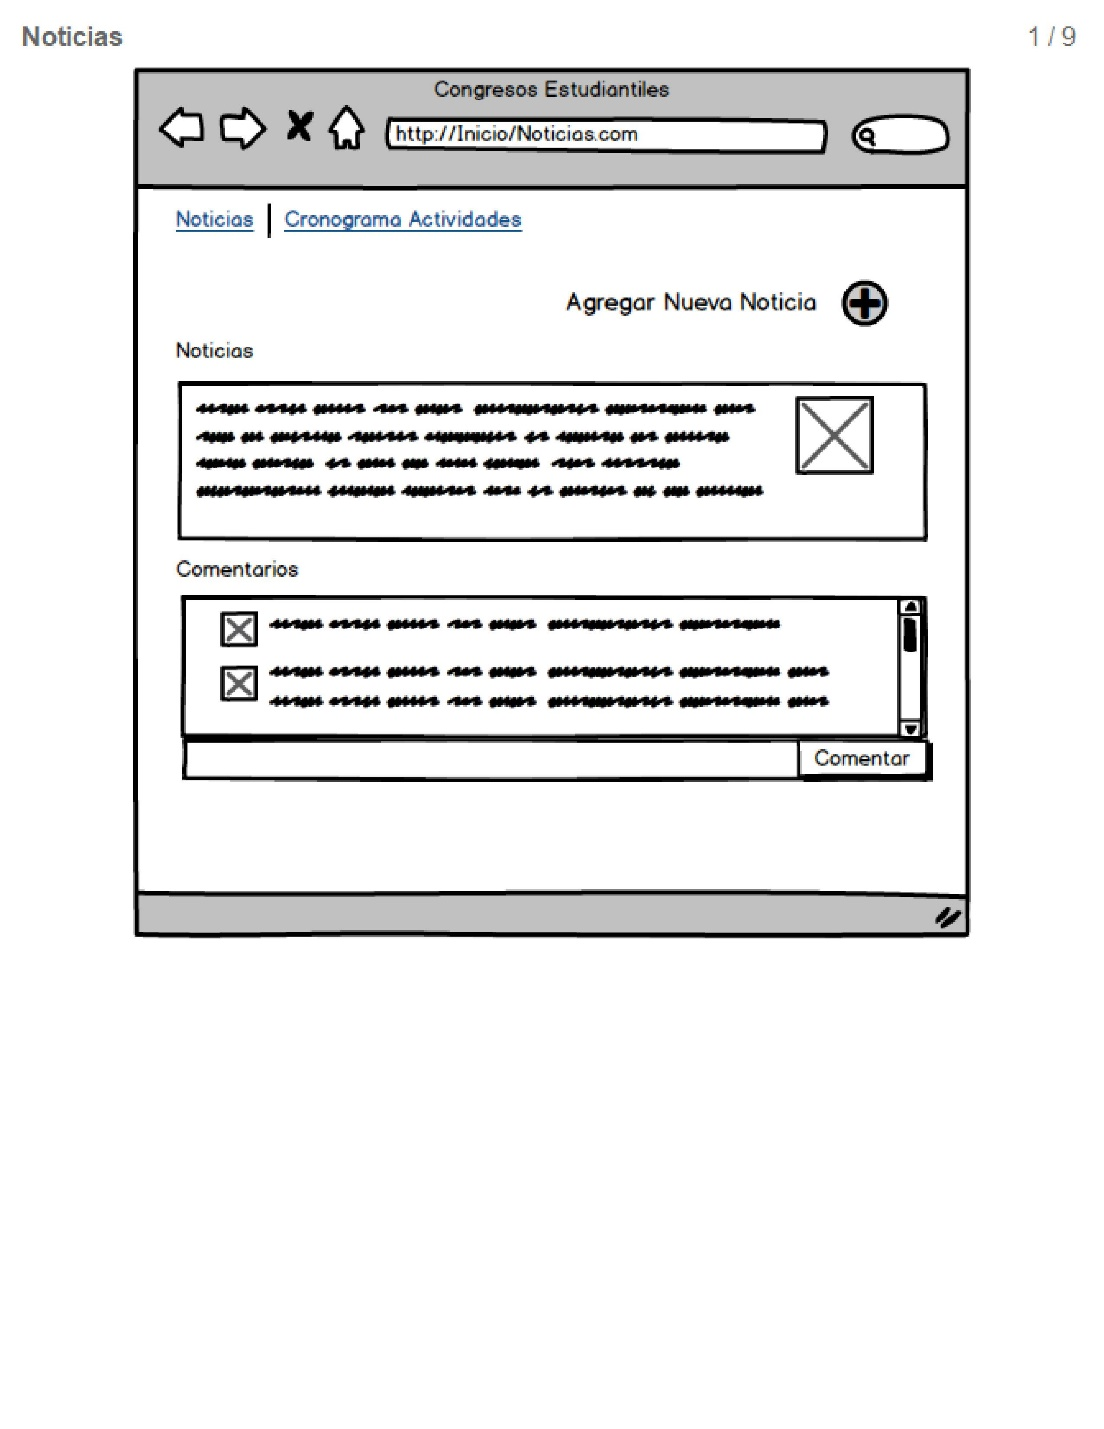 Noticias
1 / 9
Congresos Estudiantiles
http://Inicio/Noticias.com
Noticias
Cronograma Actividades
Agregar Nueva Noticia
Noticias
Comentarios
Comentar